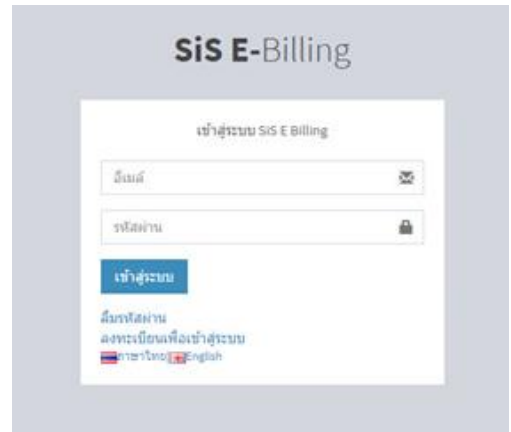 SiS E-Billing
เข้าสู่ระบบ SiS E Billing
อีเมล์
รหัสผ่าน
เข้าสู่ระบบ
ลืมรหัสผ่าน
ลงทะเบียนเพื่อเข้าสู่ระบบ
ภาษาไทย English